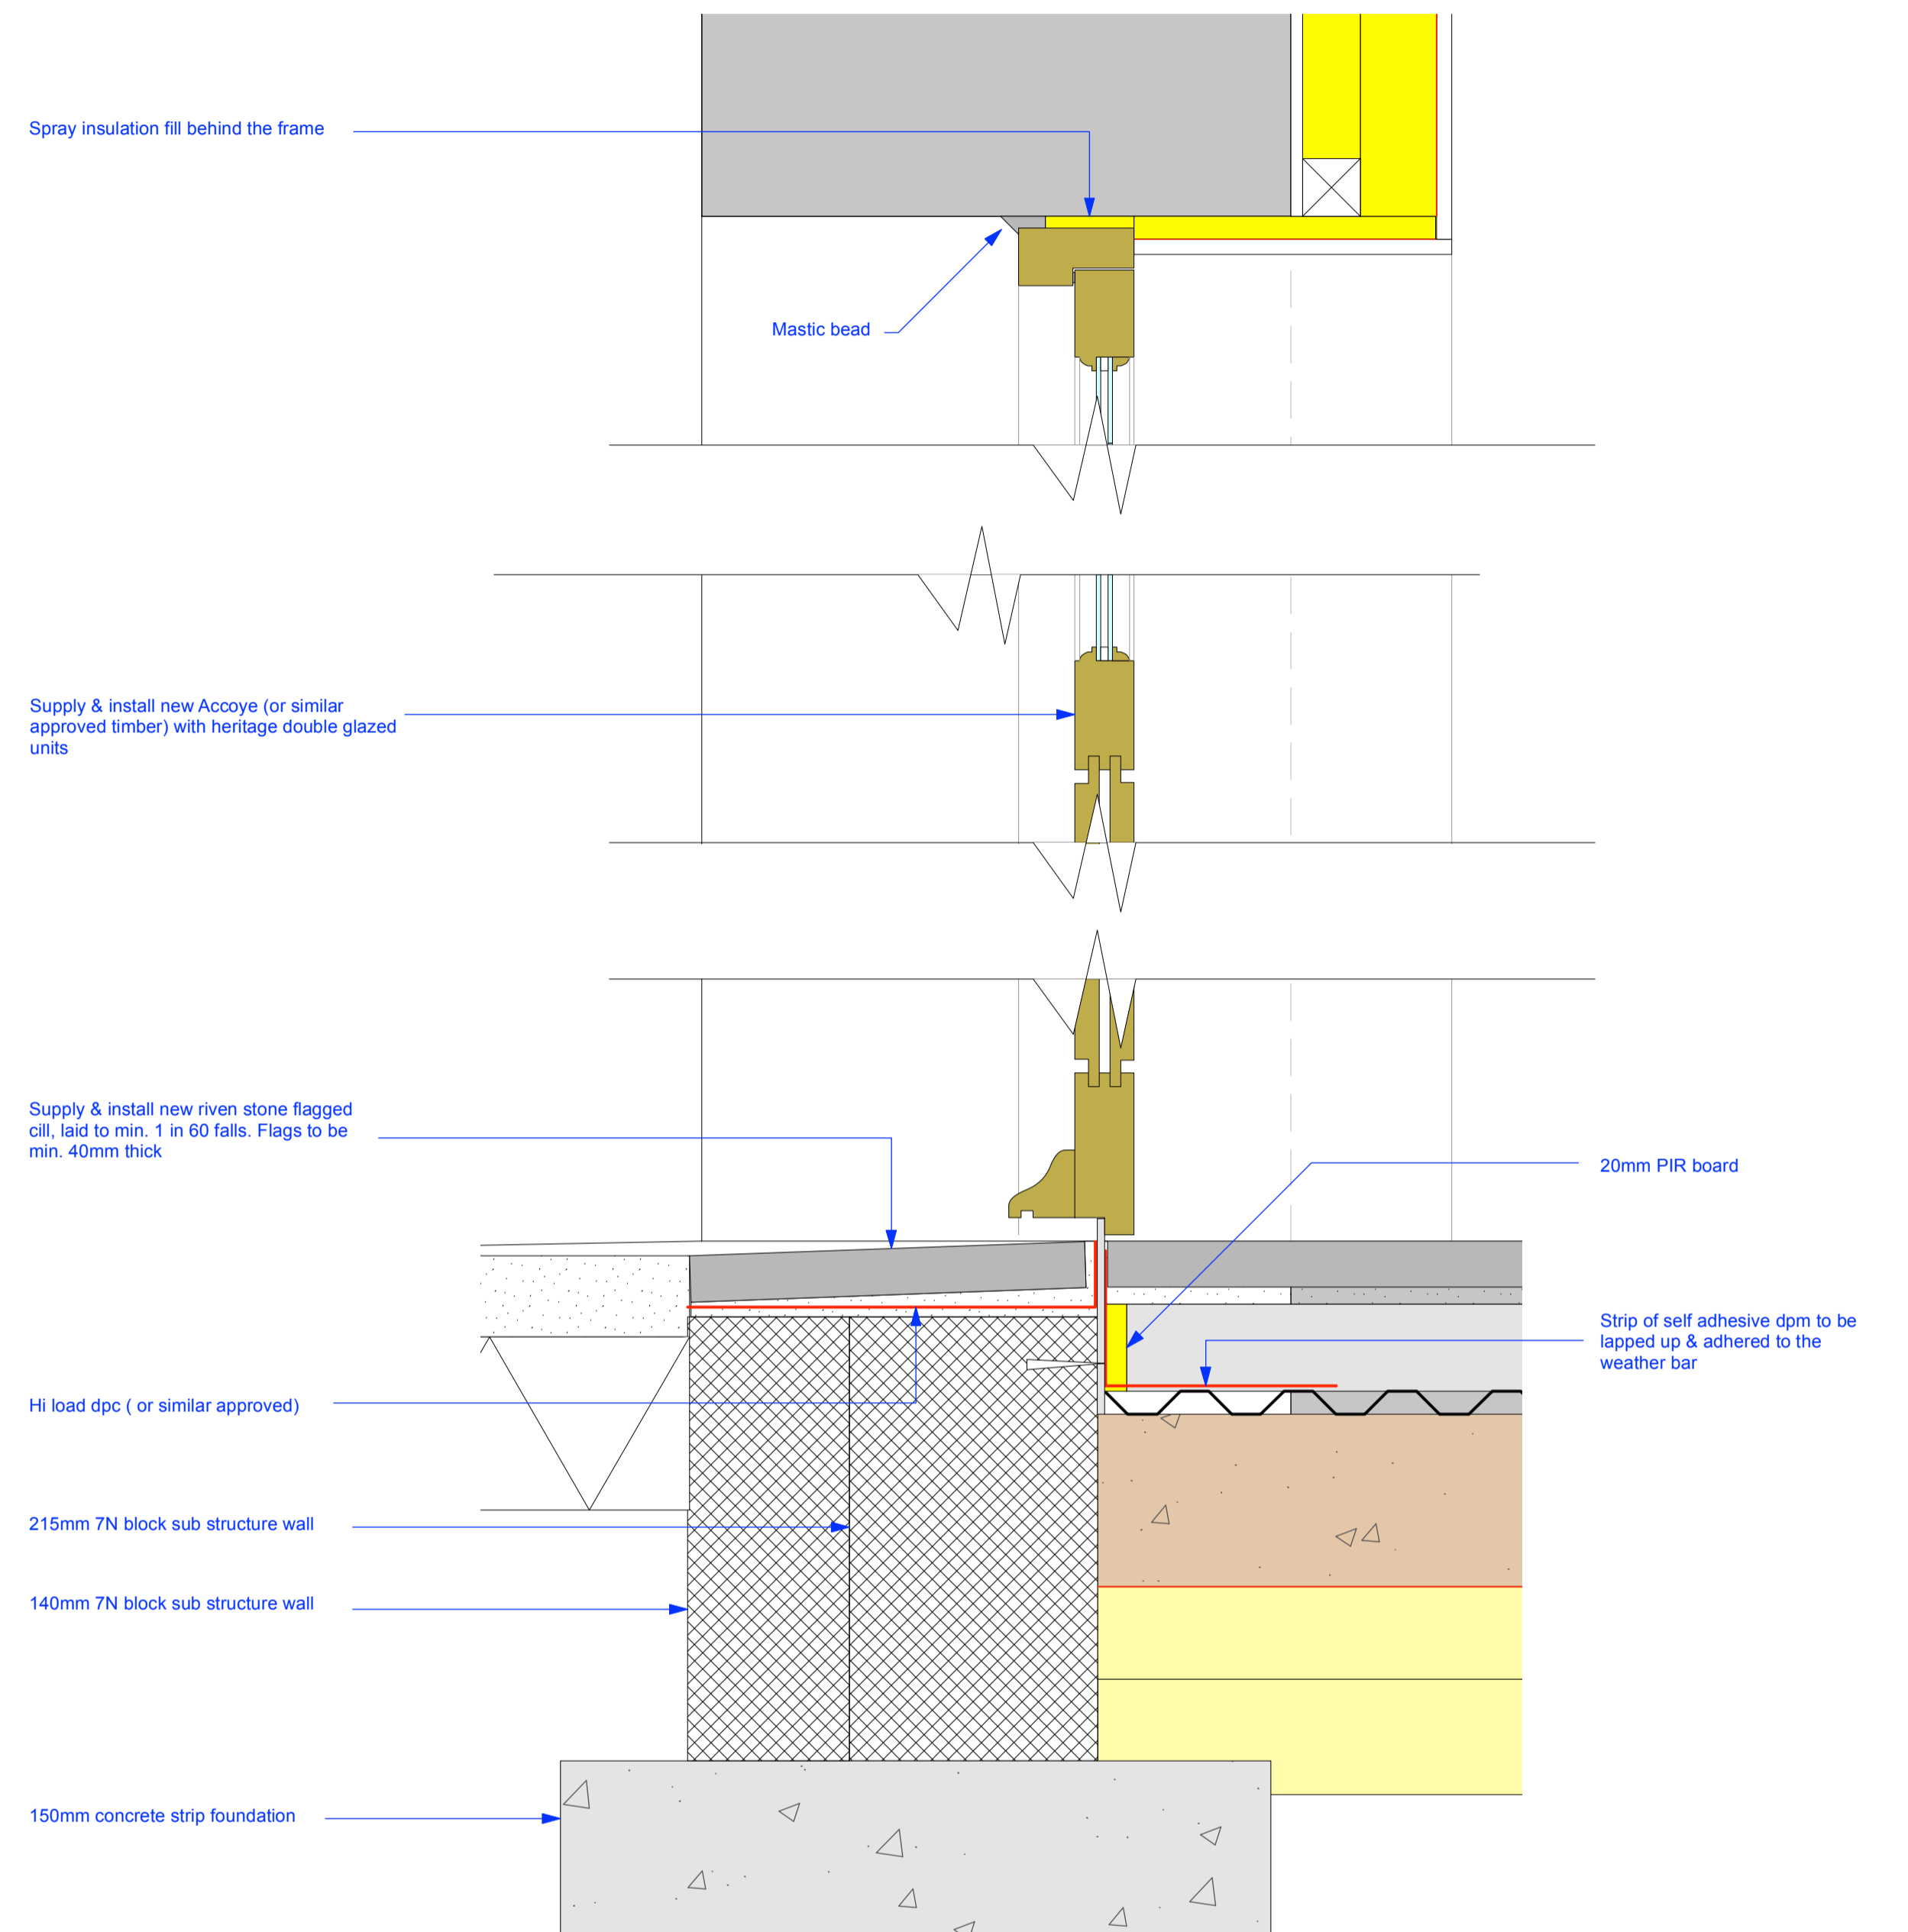 Spray insulation fill behind the frame
Mastic bead
Supply & install new Accoye (or similar
approved timber) with heritage double glazed
units
Supply & install new riven stone flagged
cill, laid to min. 1 in 60 falls. Flags to be
min. 40mm thick
20mm PIR board
Strip of self adhesive dpm to be
lapped up & adhered to the
weather bar
Hi load dpc ( or similar approved)
215mm 7N block sub structure wall
140mm 7N block sub structure wall
150mm concrete strip foundation